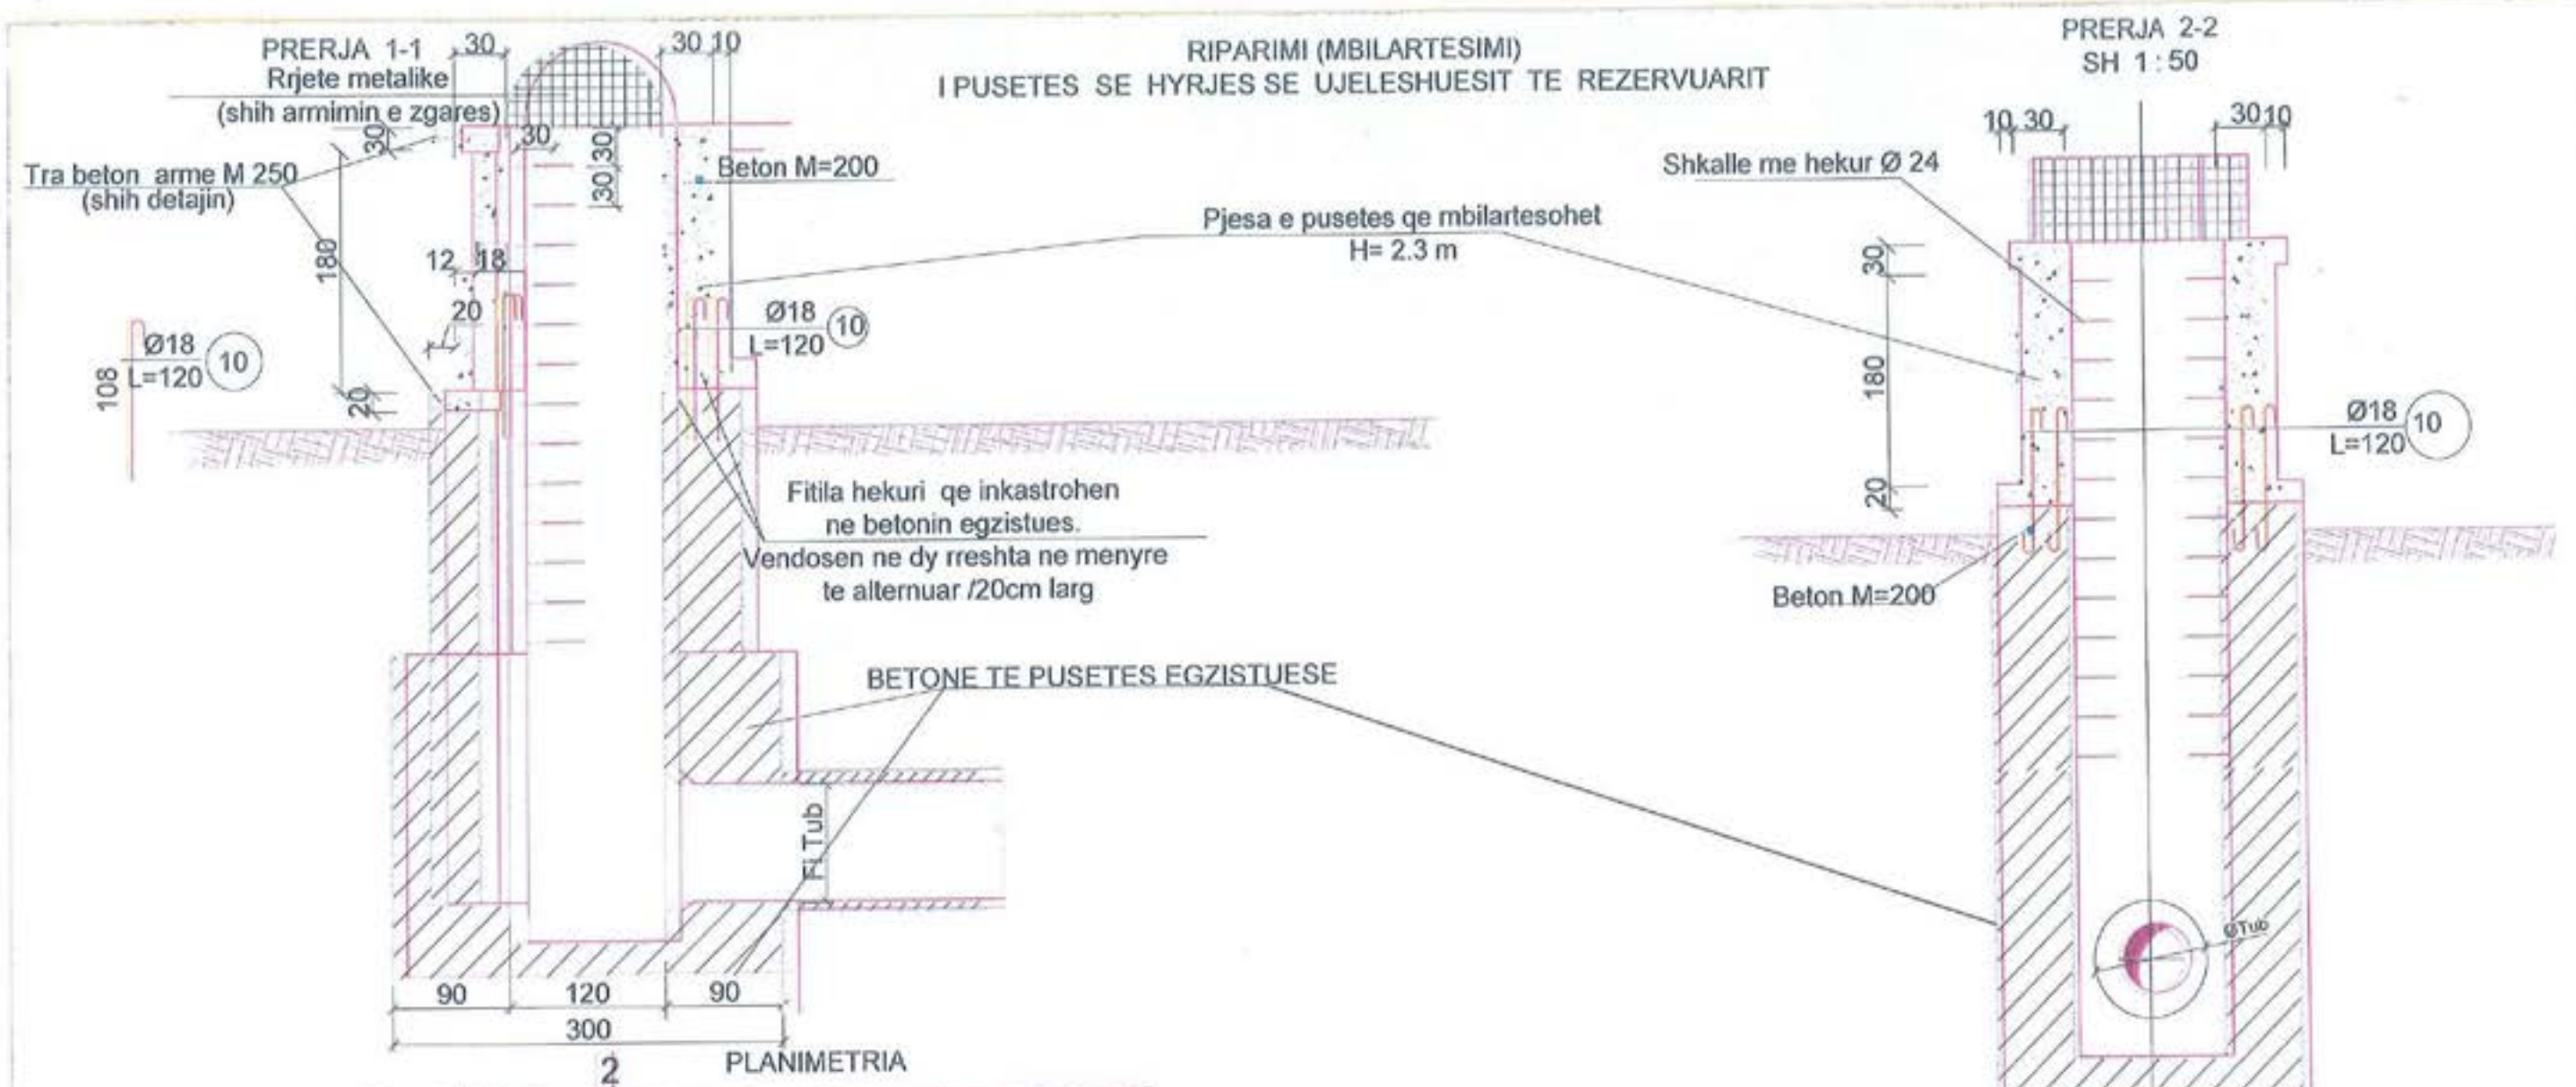 PRERJA 1-1
Rrjete metalike
(shih armimin e zgares)
30
30 10
RIPARIMI (MBILARTESIMI)
I PUSETES SE HYRJES SE UJELESHUESIT TE REZERVUARIT
PRERJA 2-2
SH 1:50
30
30
30
30
Tra beton arme M 250
(shih detajin)
Beton M=200
180
12 18
20
20
Pjesa e pusetes qe mbilartesohet
H= 2.3 m
Shkalle me hekur Ø 24
10 30
30 10
30
180
20
108
Ø18
L=120
10
Ø18
L=120
10
Ø18
L=120
10
Fitila hekuri qe inkastrohen
ne betonin egzistues.
Vendosen ne dy rreshta ne menyre
te alternuar /20cm larg
Beton M=200
BETONE TE PUSETES EGZISTUESE
Fi Tub
ØTub
90
120
90
300
2
PLANIMETRIA